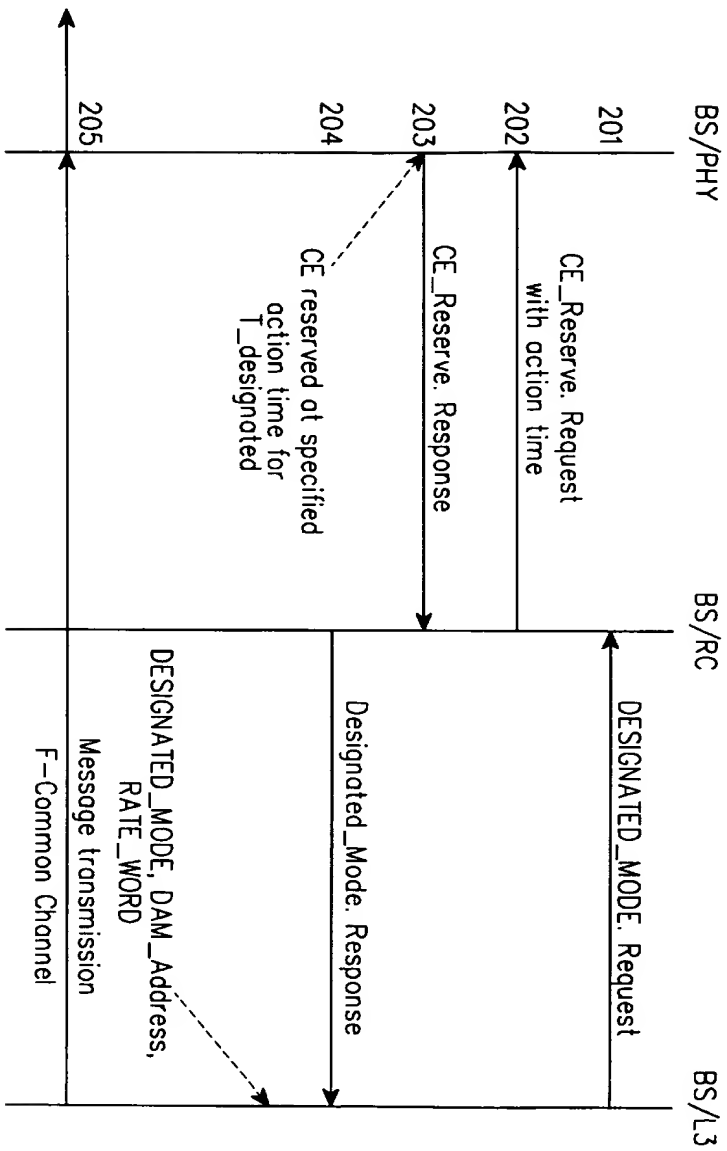 BS/PHY
BS/RC
BS/L3
201
DESIGNATED_MODE. Request
202
CE_Reserve. Request
with action time
203
CE_Reserve. Response
CE reserved at specified
action time for
T_designated
204
Designated_Mode. Response
DESIGNATED_MODE, DAM_Address,
RATE_WORD
205
Message transmission
F-Common Channel